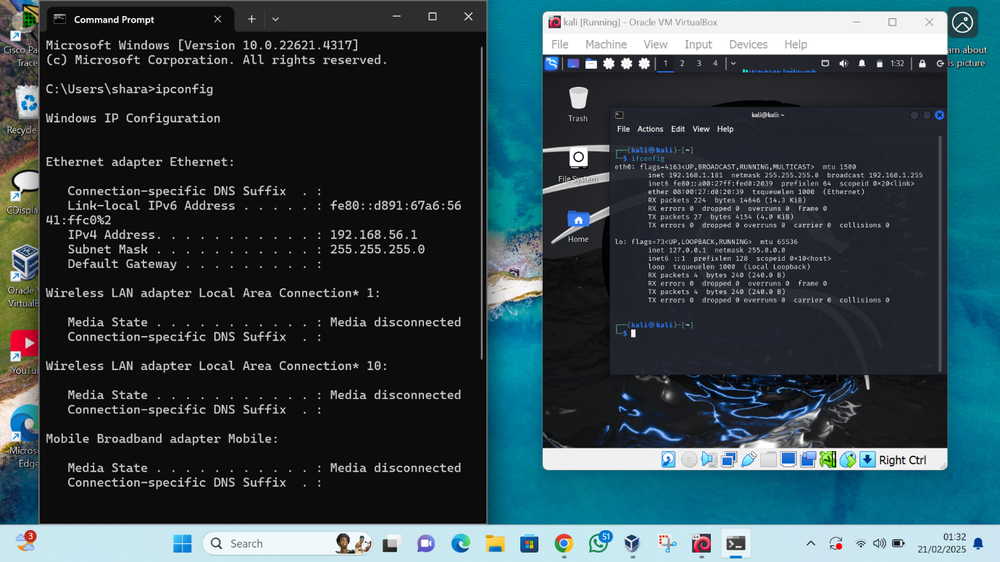 Cisco Pac
Trace
Recycle
CDispla
Oracle V
VirtualB
YouTub
Micros
Edge
Command Prompt
Microsoft Windows [Version 10.0.22621.4317]
(c) Microsoft Corporation. All rights reserved.
C:\Users\shara>ipconfig
Windows IP Configuration
Ethernet adapter Ethernet:
Connection-specific DNS Suffix  . :
Link-local IPv6 Address . . . . . : fe80::d891:67a6:56
41:ffc0%2
IPv4 Address. . . . . . . . . . . : 192.168.56.1
Subnet Mask . . . . . . . . . . . : 255.255.255.0
Default Gateway . . . . . . . . . :
Wireless LAN adapter Local Area Connection* 1:
Media State . . . . . . . . . . . : Media disconnected
Connection-specific DNS Suffix  . :
Wireless LAN adapter Local Area Connection* 10:
Media State . . . . . . . . . . . : Media disconnected
Connection-specific DNS Suffix  . :
Mobile Broadband adapter Mobile:
Media State . . . . . . . . . . . : Media disconnected
Connection-specific DNS Suffix  . :
kali [Running] - Oracle VM VirtualBox
File Machine View Input Devices Help
1 2 3 4 1:32
Trash
File System
Home
kali@kali: ~
File Actions Edit View Help
┌──(kali㉿kali)-[~]
└─$ ifconfig
eth0: flags=4163<UP,BROADCAST,RUNNING,MULTICAST>  mtu 1500
inet 192.168.1.181  netmask 255.255.255.0  broadcast 192.168.1.255
inet6 fe80::a00:27ff:fed0:2039  prefixlen 64  scopeid 0×20<link>
ether 08:00:27:d0:20:39  txqueuelen 1000  (Ethernet)
RX packets 224  bytes 14646 (14.3 KiB)
RX errors 0  dropped 0  overruns 0  frame 0
TX packets 27  bytes 4154 (4.0 KiB)
TX errors 0  dropped 0 overruns 0  carrier 0  collisions 0
lo: flags=73<UP,LOOPBACK,RUNNING>  mtu 65536
inet 127.0.0.1  netmask 255.0.0.0
inet6 ::1  prefixlen 128  scopeid 0×10<host>
loop  txqueuelen 1000  (Local Loopback)
RX packets 4  bytes 240 (240.0 B)
RX errors 0  dropped 0  overruns 0  frame 0
TX packets 4  bytes 240 (240.0 B)
TX errors 0  dropped 0 overruns 0  carrier 0  collisions 0
┌──(kali㉿kali)-[~]
└─$
Right Ctrl
arn about
is picture
3
Search
51
64
01:32
21/02/2025